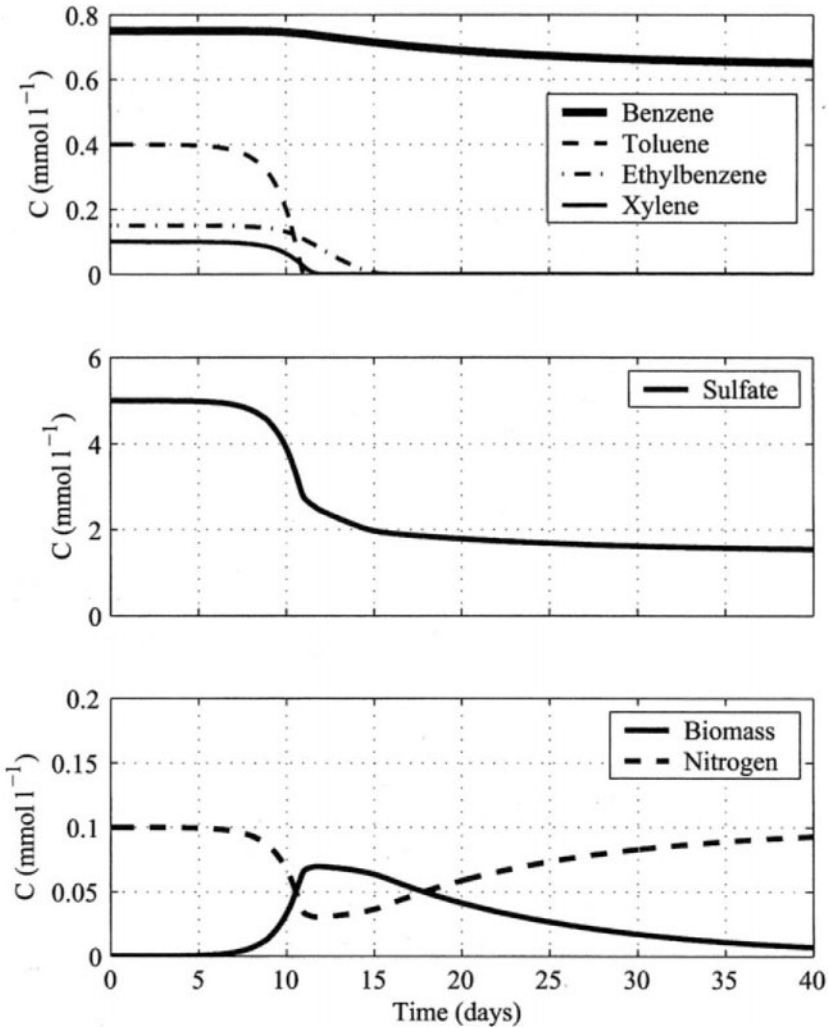 0.8
0.6
0.4
0.2
0
C (mmol l⁻¹)
Benzene
Toluene
Ethylbenzene
Xylene
6
4
2
0
C (mmol l⁻¹)
Sulfate
0.2
0.15
0.1
0.05
0
C (mmol l⁻¹)
Biomass
Nitrogen
0 5 10 15 20 25 30 35 40
Time (days)